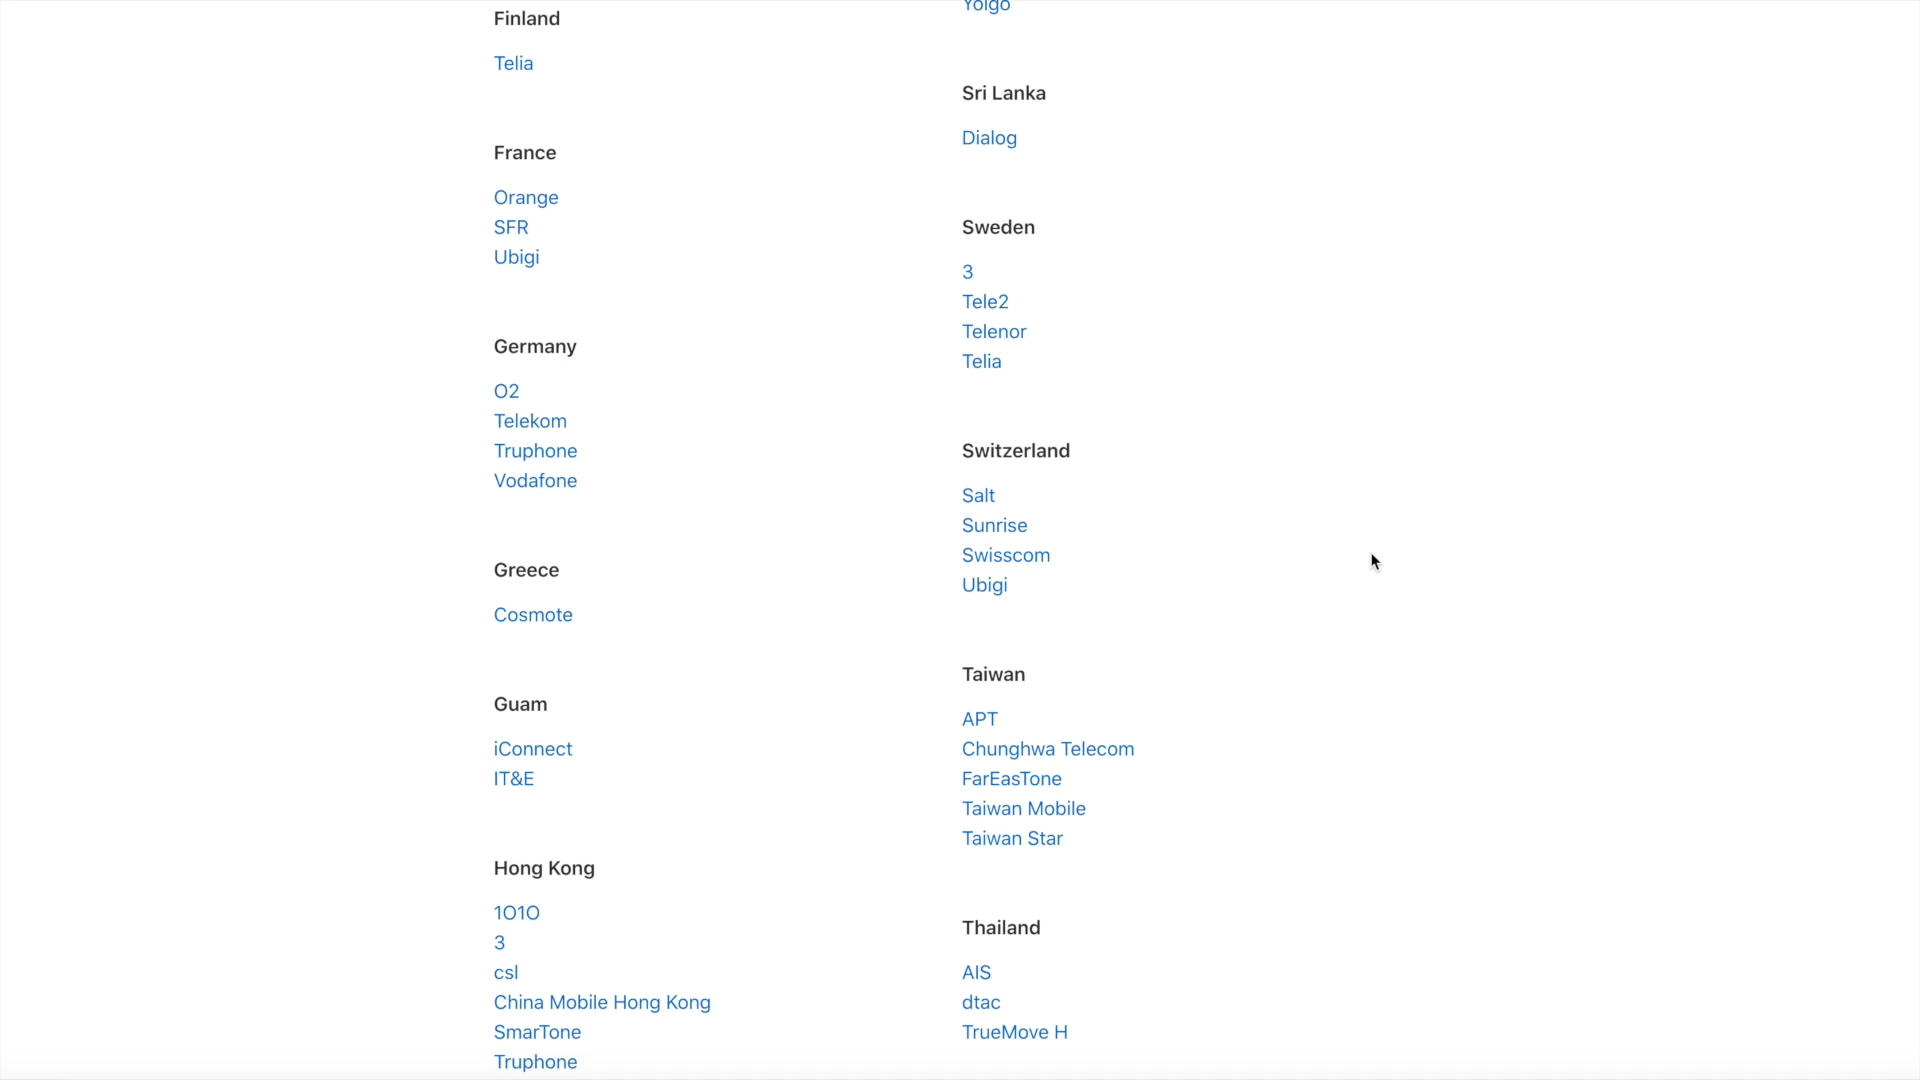 Finland
Telia
France
Orange
SFR
Ubigi
Germany
O2
Telekom
Truphone
Vodafone
Greece
Cosmote
Guam
iConnect
IT&E
Hong Kong
1O1O
3
csl
China Mobile Hong Kong
SmarTone
Truphone
Yoigo
Sri Lanka
Dialog
Sweden
3
Tele2
Telenor
Telia
Switzerland
Salt
Sunrise
Swisscom
Ubigi
Taiwan
APT
Chunghwa Telecom
FarEasTone
Taiwan Mobile
Taiwan Star
Thailand
AIS
dtac
TrueMove H